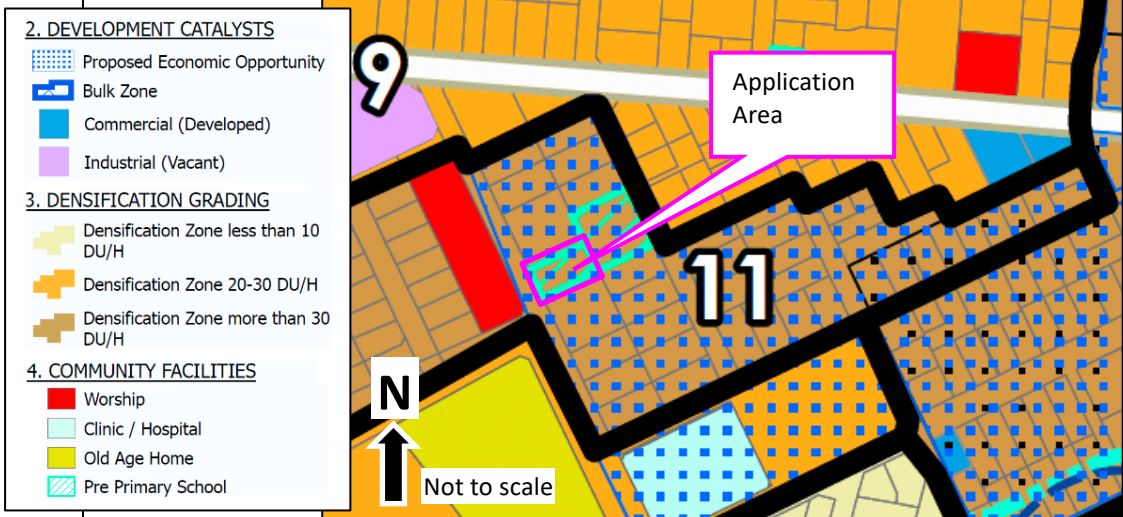 2. DEVELOPMENT CATALYSTS
Proposed Economic Opportunity
Bulk Zone
Commercial (Developed)
Industrial (Vacant)
3. DENSIFICATION GRADING
Densification Zone less than 10
DU/H
Densification Zone 20-30 DU/H
Densification Zone more than 30
DU/H
4. COMMUNITY FACILITIES
Worship
Clinic / Hospital
Old Age Home
Pre Primary School
9
Application
Area
11
N
Not to scale